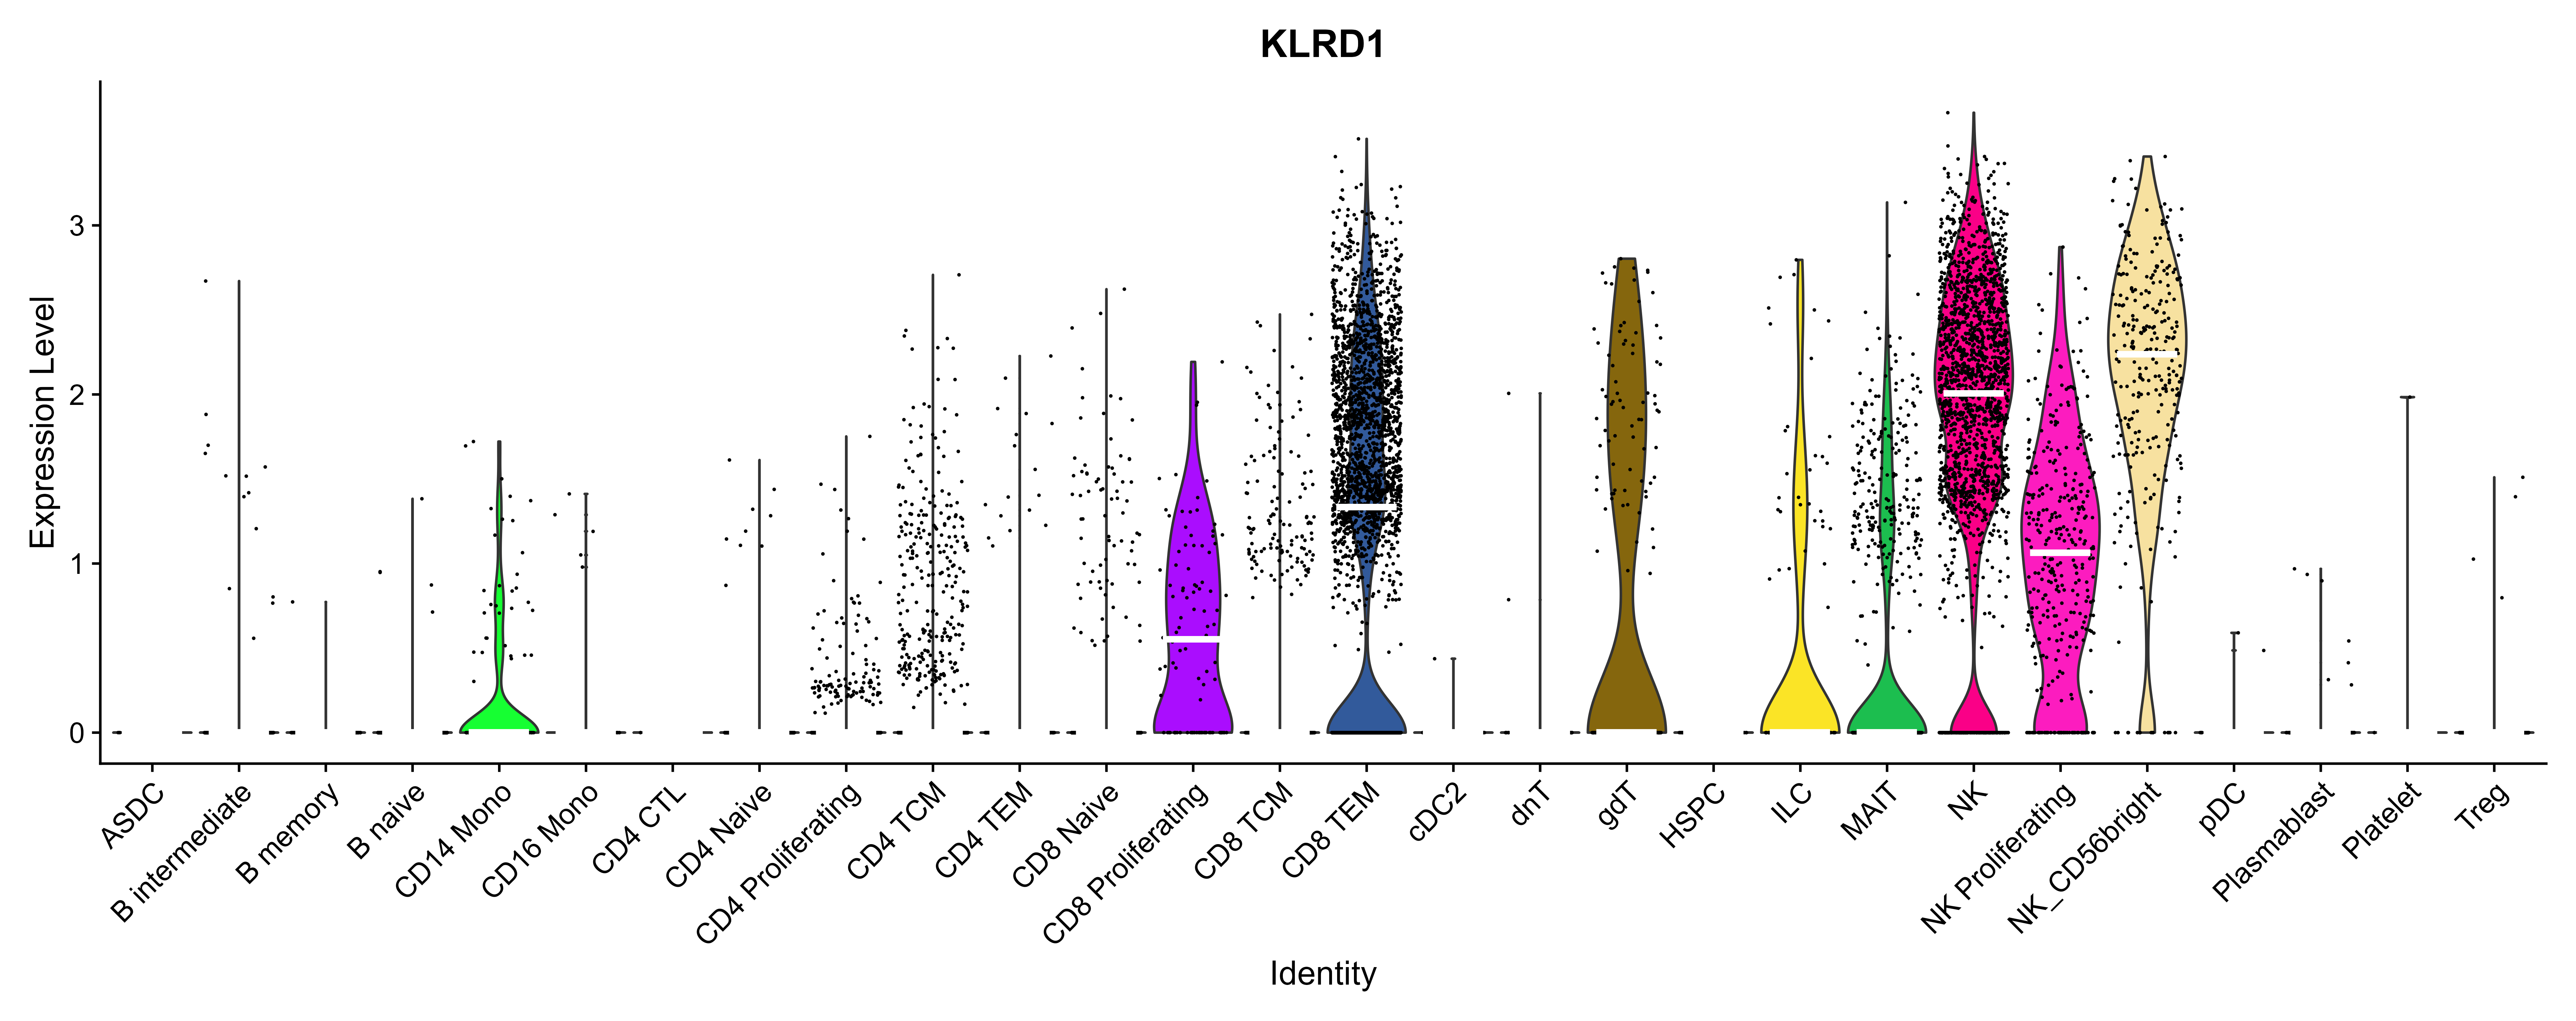 KLRD1
Expression Level
3
2
1
0
ASDC
B intermediate
B memory
B naive
CD14 Mono
CD16 Mono
CD4 CTL
CD4 Naive
CD4 Proliferating
CD4 TCM
CD4 TEM
CD8 Naive
CD8 Proliferating
CD8 TCM
CD8 TEM
cDC2
dnT
gdT
HSPC
ILC
MAIT
NK
NK Proliferating
NK_CD56bright
pDC
Plasmablast
Platelet
Treg
Identity